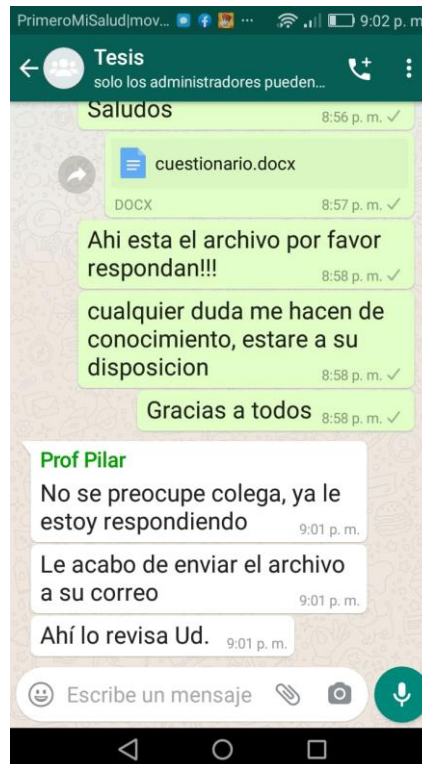 PrimeroMiSalud|mov... ... 9:02 p. m
Tesis
solo los administradores pueden...
Saludos
8:56 p. m.
cuestionario.docx
DOCX 8:57 p. m.
Ahi esta el archivo por favor
respondan!!!
8:58 p. m.
cualquier duda me hacen de
conocimiento, estare a su
disposicion
8:58 p. m.
Gracias a todos 8:58 p. m.
Prof Pilar
No se preocupe colega, ya le
estoy respondiendo
9:01 p. m.
Le acabo de enviar el archivo
a su correo
9:01 p. m.
Ahí lo revisa Ud. 9:01 p. m.
Escribe un mensaje